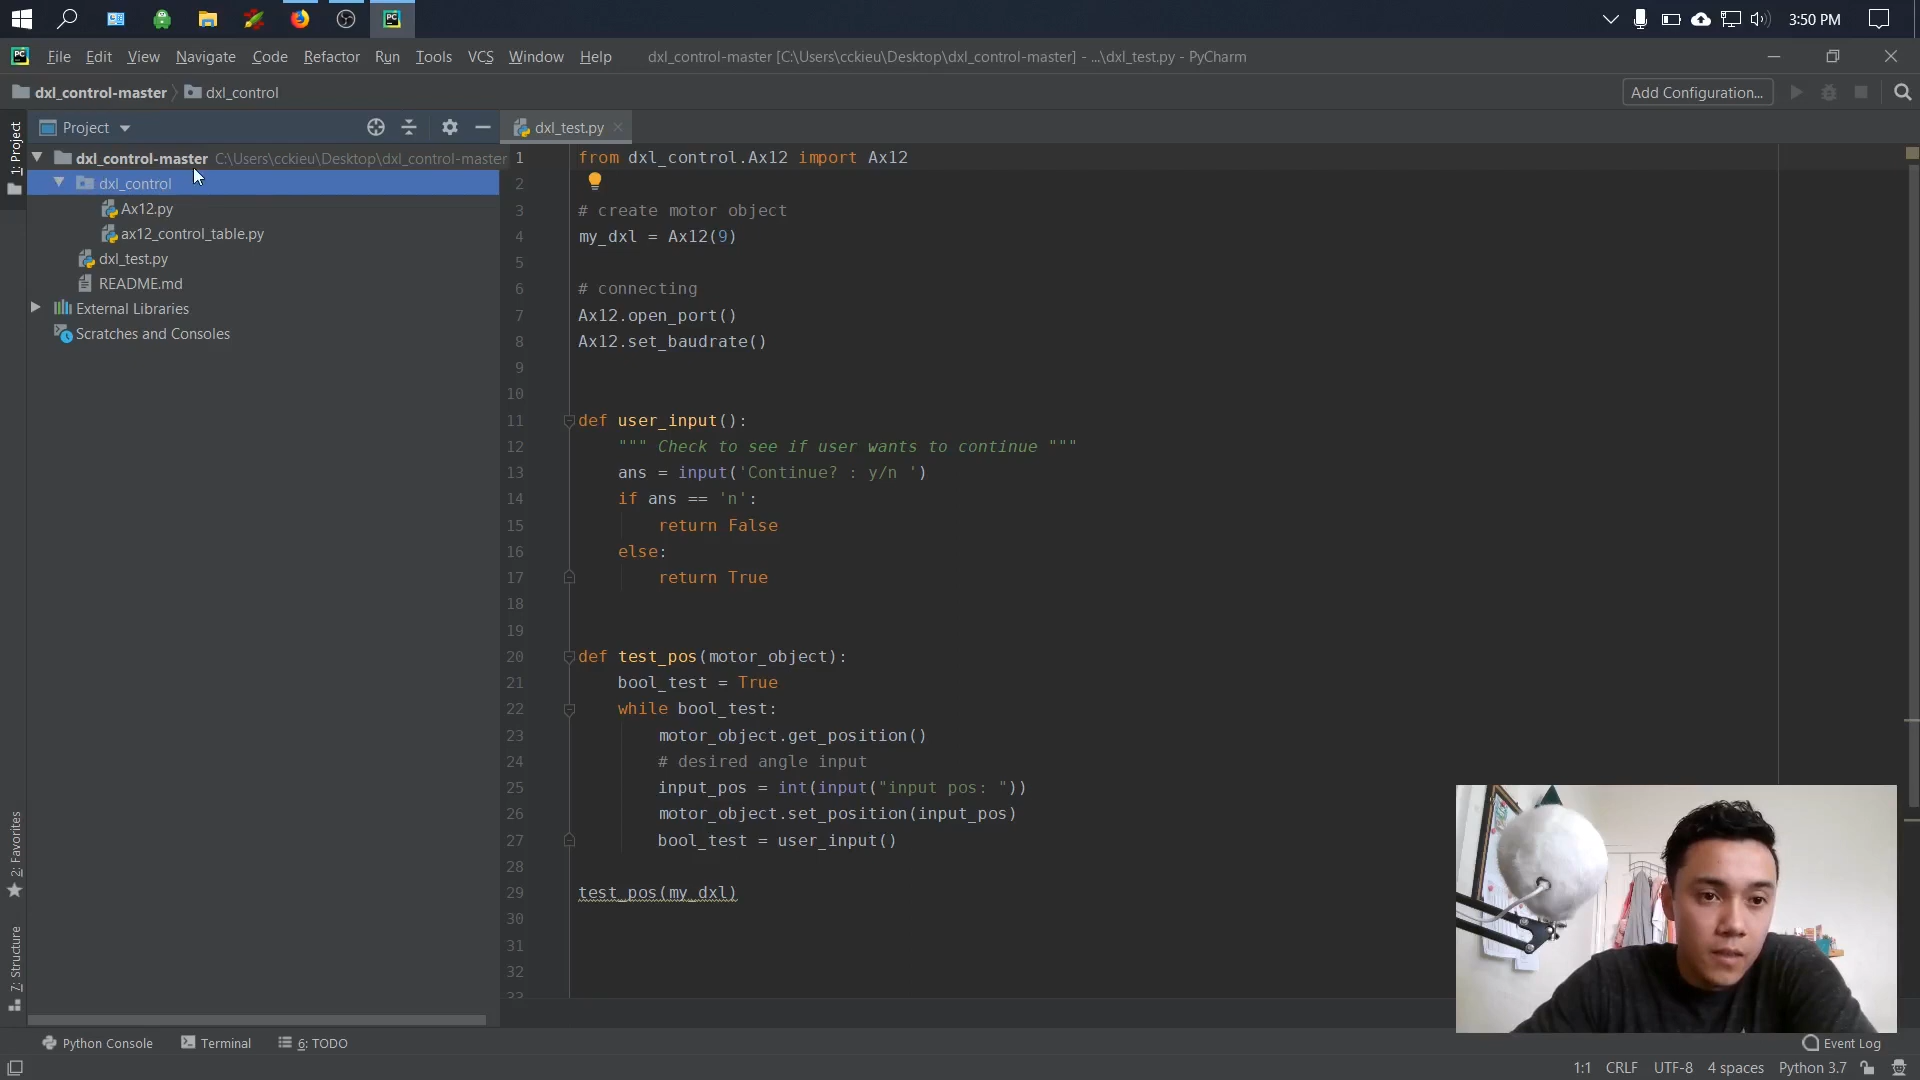 3:50 PM
PC
File Edit View Navigate Code Refactor Run Tools VCS Window Help dxl_control-master [C:\Users\cckieu\Desktop\dxl_control-master] - ...\dxl_test.py - PyCharm
dxl_control-master dxl_control Add Configuration...
1: Project
Project
dxl_test.py
dxl_control-master C:\Users\cckieu\Desktop\dxl_control-master
dxl_control
Ax12.py
ax12_control_table.py
dxl_test.py
README.md
External Libraries
Scratches and Consoles
1 from dxl_control.Ax12 import Ax12
2
3 # create motor object
4 my_dxl = Ax12(9)
5
6 # connecting
7 Ax12.open_port()
8 Ax12.set_baudrate()
9
10
11 def user_input():
12 """ Check to see if user wants to continue """
13 ans = input('Continue? : y/n ')
14 if ans == 'n':
15 return False
16 else:
17 return True
18
19
20 def test_pos(motor_object):
21 bool_test = True
22 while bool_test:
23 motor_object.get_position()
24 # desired angle input
25 input_pos = int(input("input pos: "))
26 motor_object.set_position(input_pos)
27 bool_test = user_input()
28
29 test_pos(my_dxl)
30
31
32
33
2: Favorites
7: Structure
Python Console Terminal 6: TODO Event Log
1:1 CRLF UTF-8 4 spaces Python 3.7